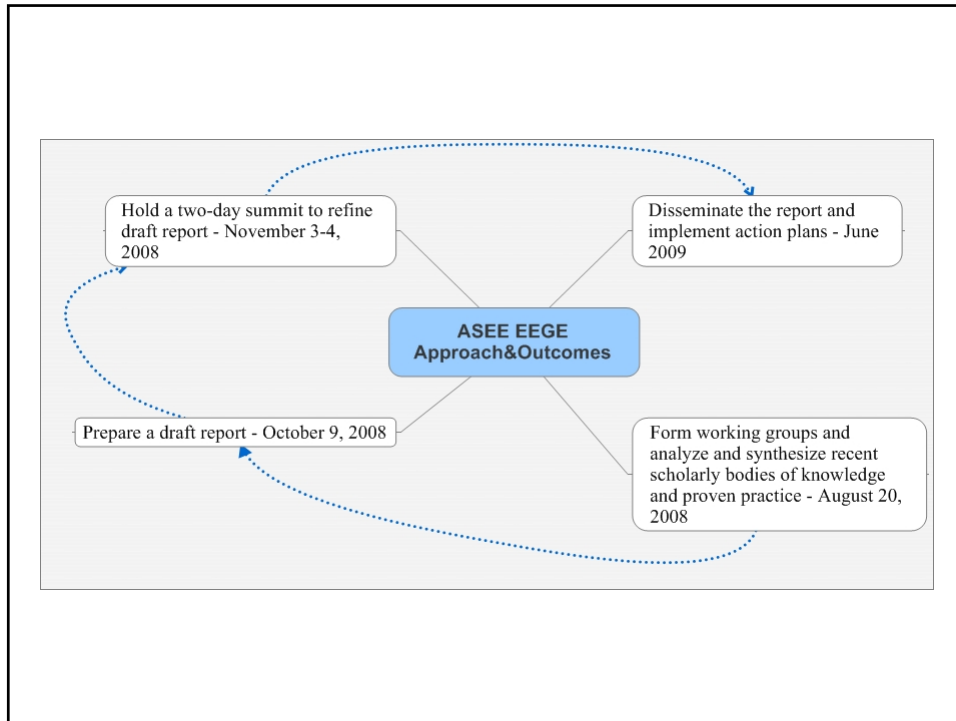 Hold a two-day summit to refine
draft report - November 3-4,
2008
Disseminate the report and
implement action plans - June
2009
ASEE EEGE
Approach&Outcomes
Prepare a draft report - October 9, 2008
Form working groups and
analyze and synthesize recent
scholarly bodies of knowledge
and proven practice - August 20,
2008